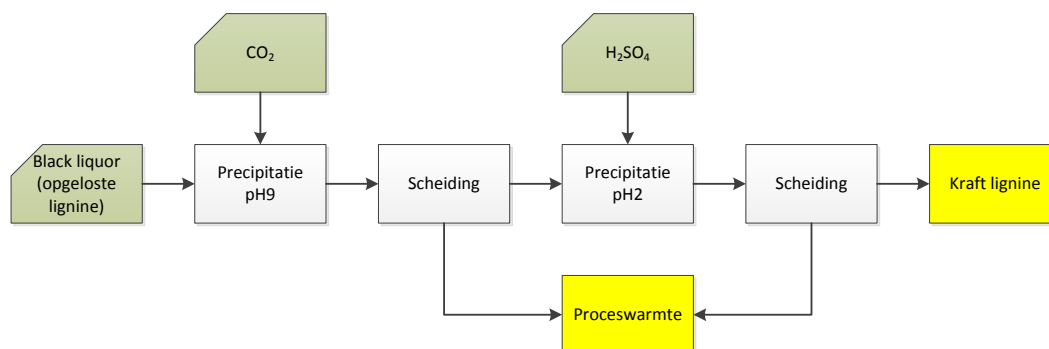 CO₂
H₂SO₄
Black liquor
(opgeloste
lignine)
Precipitatie
pH9
Scheiding
Precipitatie
pH2
Scheiding
Kraft lignine
Proceswarmte